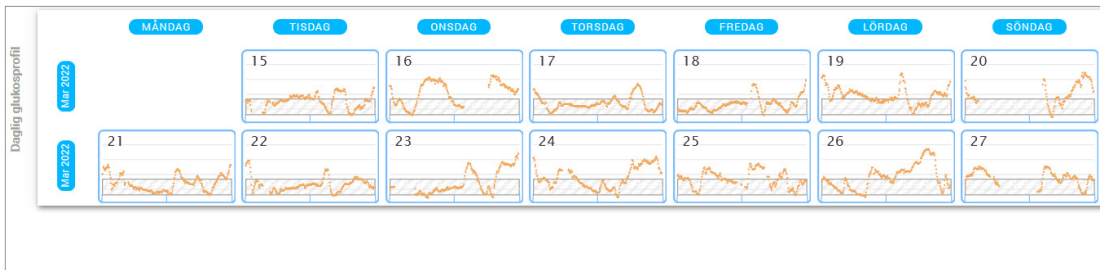 Daglig glukosprofil
MÅNDAG TISDAG ONSDAG TORSDAG FREDAG LÖRDAG SÖNDAG
Mar 2022
15 16 17 18 19 20
Mar 2022
21 22 23 24 25 26 27